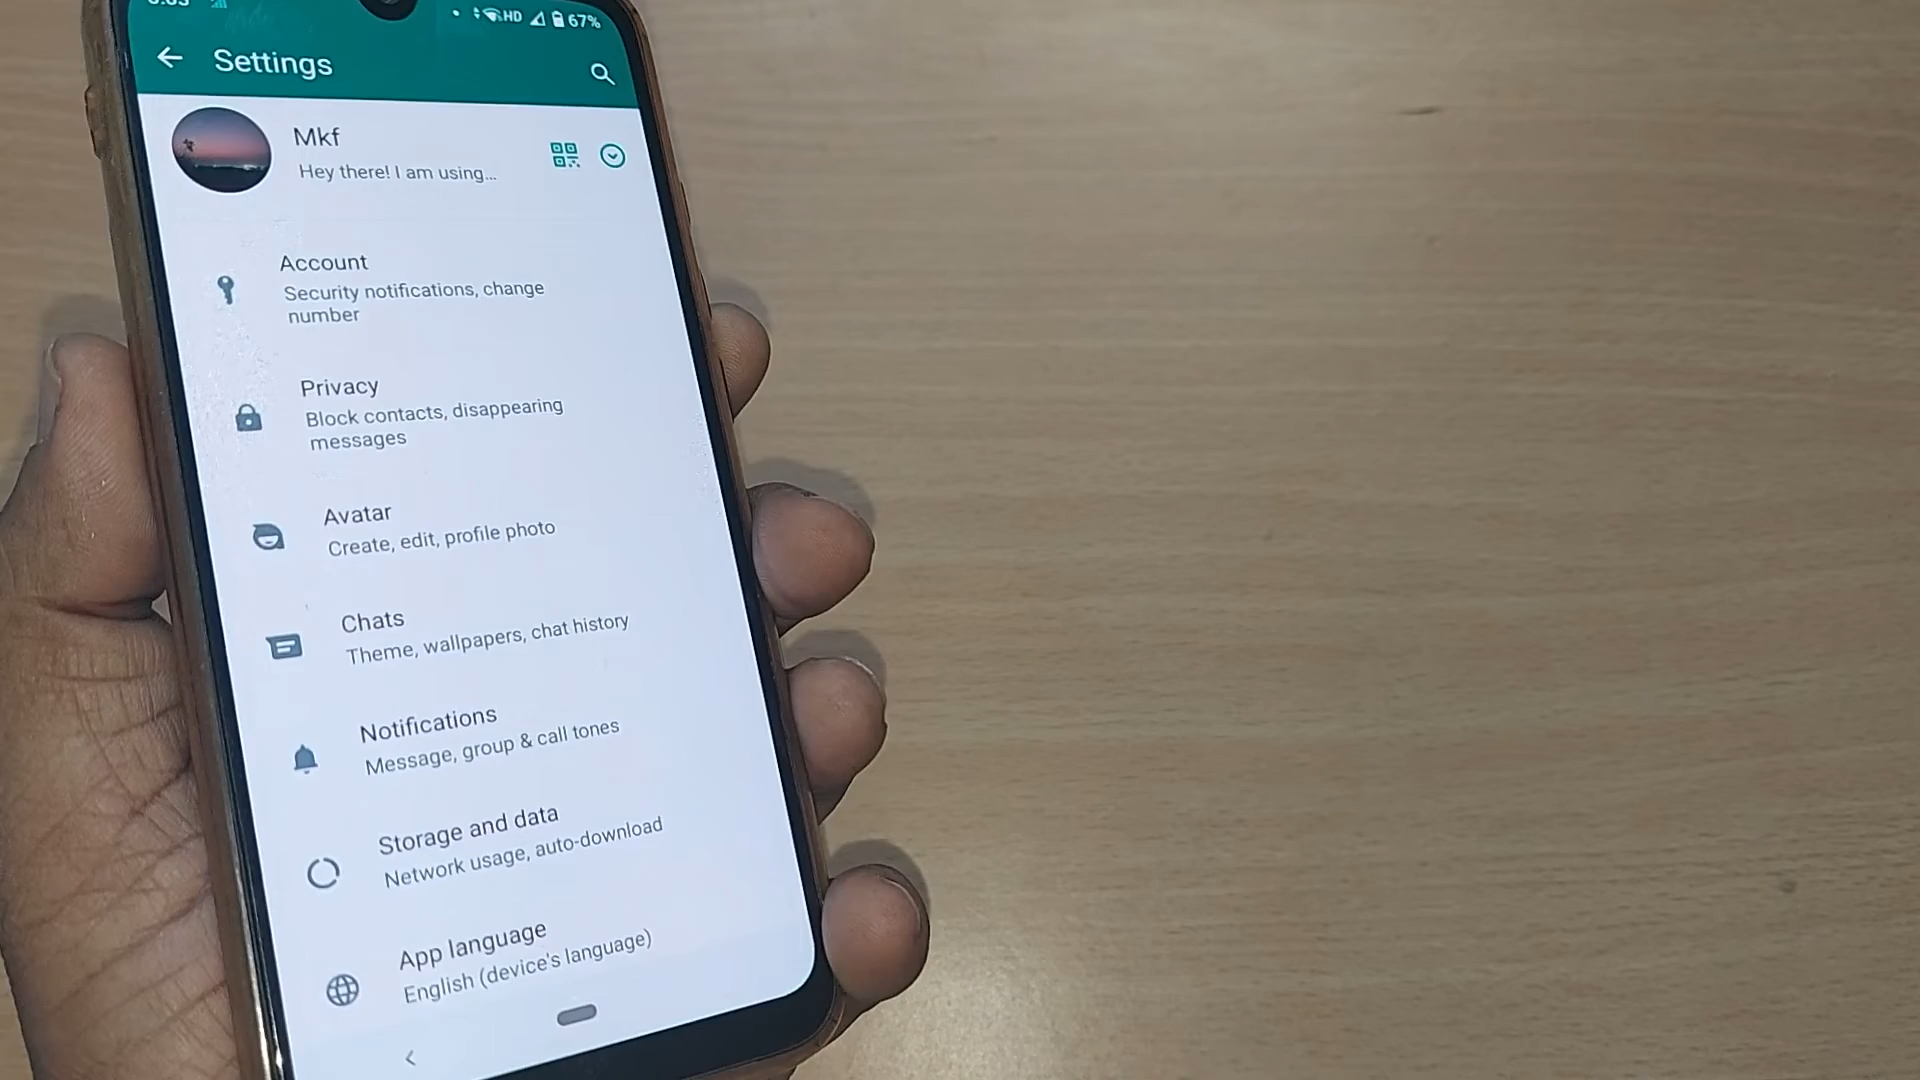 HD 67%
Settings
Mkf
Hey there! I am using...
Account
Security notifications, change
number
Privacy
Block contacts, disappearing
messages
Avatar
Create, edit, profile photo
Chats
Theme, wallpapers, chat history
Notifications
Message, group & call tones
Storage and data
Network usage, auto-download
App language
English (device's language)